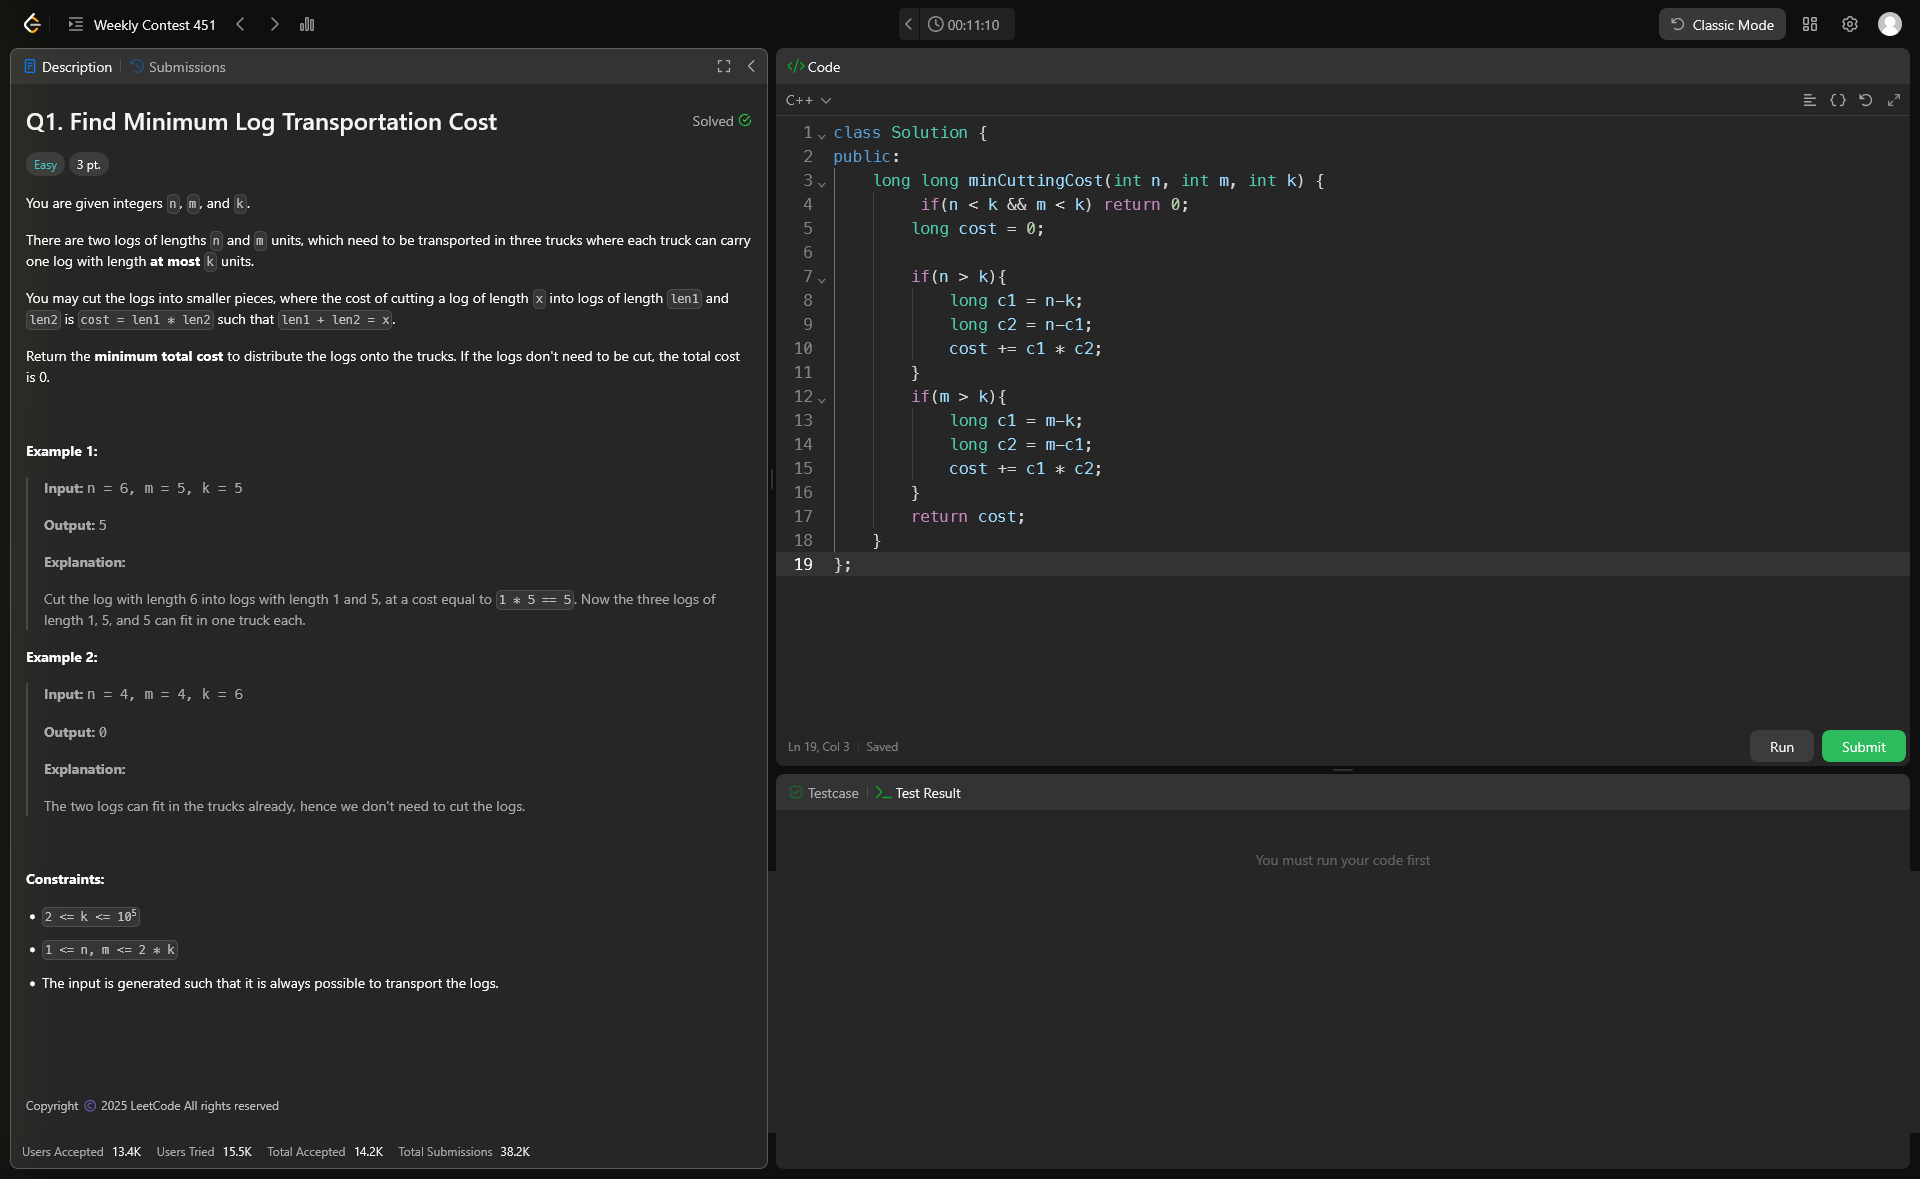 Weekly Contest 451
00:11:10
Classic Mode
Description
Submissions
Q1. Find Minimum Log Transportation Cost
Solved
Easy
3 pt.
You are given integers n, m, and k.
There are two logs of lengths n and m units, which need to be transported in three trucks where each truck can carry
one log with length at most k units.
You may cut the logs into smaller pieces, where the cost of cutting a log of length x into logs of length len1 and
len2 is cost = len1 * len2 such that len1 + len2 = x.
Return the minimum total cost to distribute the logs onto the trucks. If the logs don't need to be cut, the total cost
is 0.
Example 1:
Input: n = 6, m = 5, k = 5
Output: 5
Explanation:
Cut the log with length 6 into logs with length 1 and 5, at a cost equal to 1 * 5 == 5. Now the three logs of
length 1, 5, and 5 can fit in one truck each.
Example 2:
Input: n = 4, m = 4, k = 6
Output: 0
Explanation:
The two logs can fit in the trucks already, hence we don't need to cut the logs.
Constraints:
• 2 <= k <= 10⁵
• 1 <= n, m <= 2 * k
• The input is generated such that it is always possible to transport the logs.
Copyright © 2025 LeetCode All rights reserved
Users Accepted 13.4K Users Tried 15.5K Total Accepted 14.2K Total Submissions 38.2K
</> Code
C++
1 class Solution {
2 public:
3 long long minCuttingCost(int n, int m, int k) {
4 if(n < k && m < k) return 0;
5 long cost = 0;
6
7 if(n > k){
8 long c1 = n-k;
9 long c2 = n-c1;
10 cost += c1 * c2;
11 }
12 if(m > k){
13 long c1 = m-k;
14 long c2 = m-c1;
15 cost += c1 * c2;
16 }
17 return cost;
18 }
19 };
Ln 19, Col 3
Saved
Run
Submit
Testcase
Test Result
You must run your code first